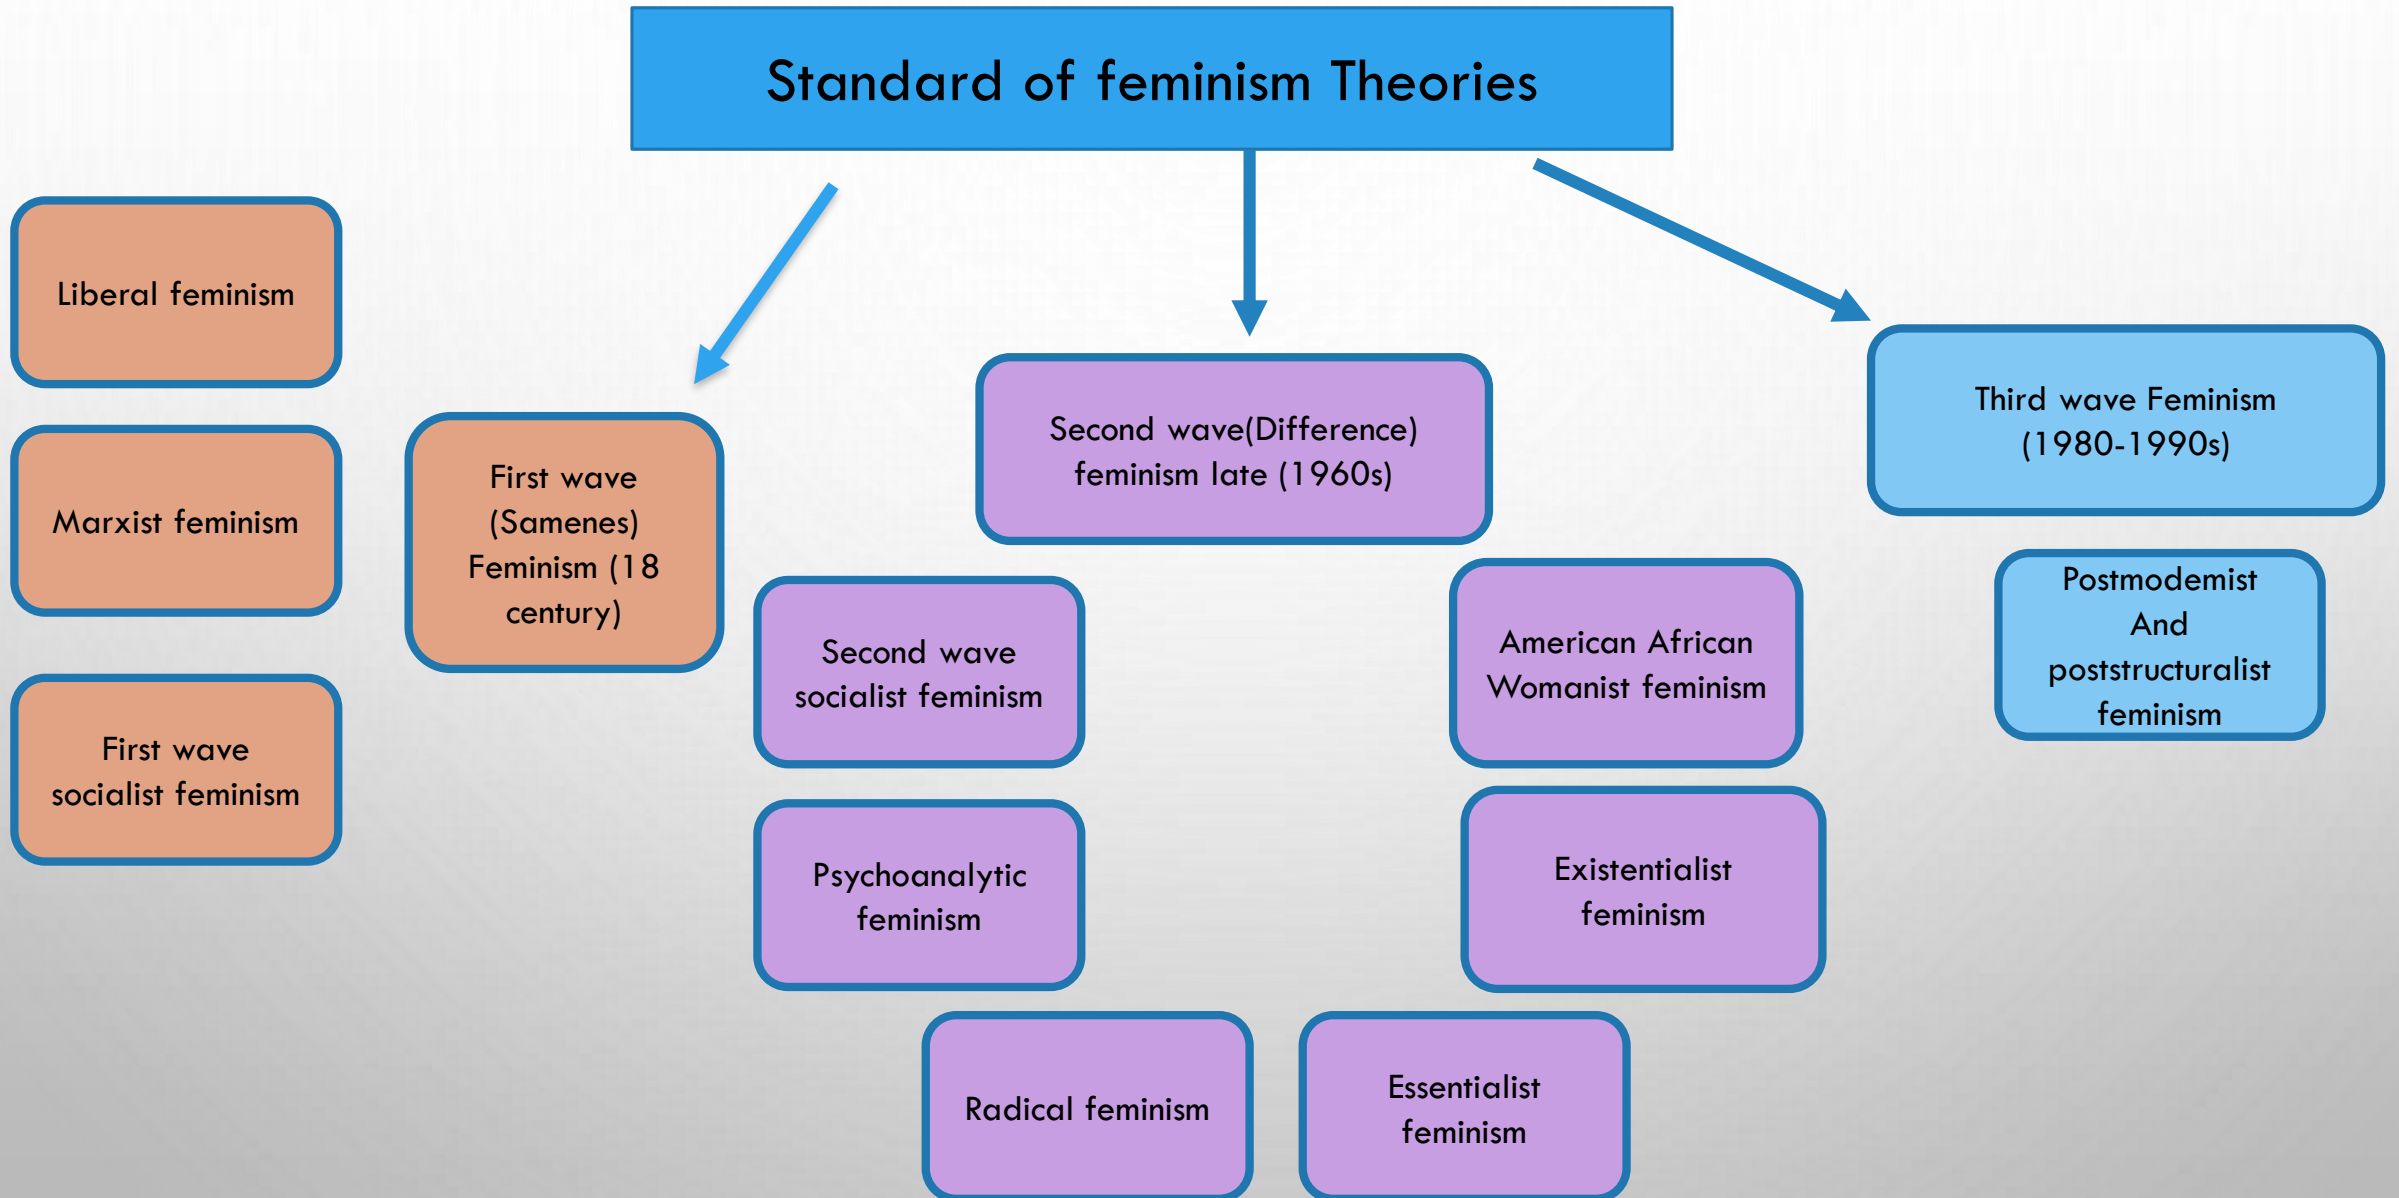 Standard of feminism Theories
Liberal feminism
Marxist feminism
First wave
socialist feminism
First wave
(Samenes)
Feminism (18
century)
Second wave(Difference)
feminism late (1960s)
Second wave
socialist feminism
Psychoanalytic
feminism
Radical feminism
American African
Womanist feminism
Existentialist
feminism
Essentialist
feminism
Third wave Feminism
(1980-1990s)
Postmodemist
And
poststructuralist
feminism